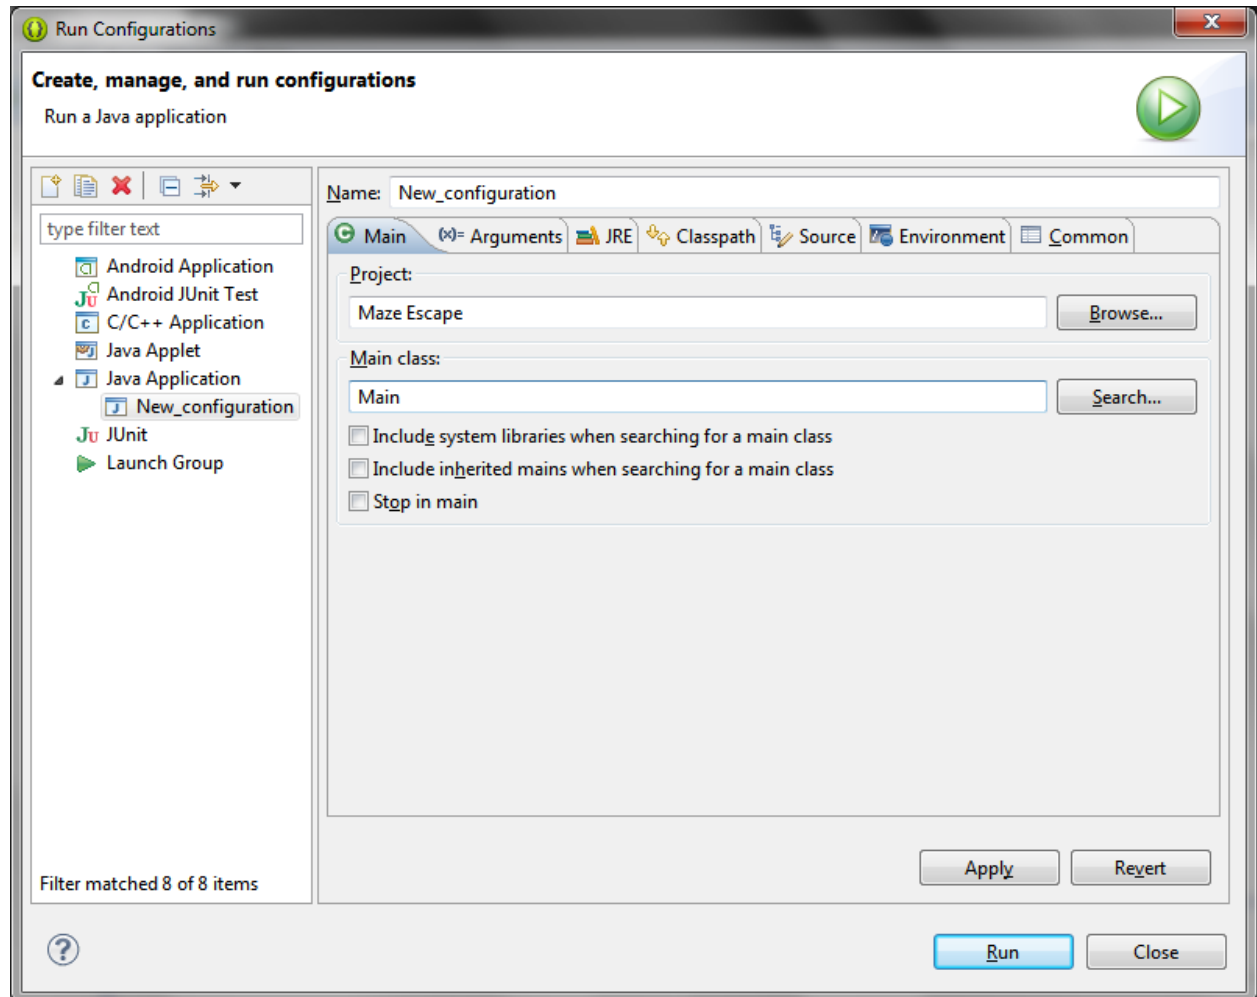 Run Configurations
Create, manage, and run configurations
Run a Java application
type filter text
Android Application
Android JUnit Test
C/C++ Application
Java Applet
Java Application
New_configuration
JUnit
Launch Group
Filter matched 8 of 8 items
Name: New_configuration
Main (x)= Arguments JRE Classpath Source Environment Common
Project:
Maze Escape Browse...
Main class:
Main Search...
Include system libraries when searching for a main class
Include inherited mains when searching for a main class
Stop in main
Apply Revert
Run Close